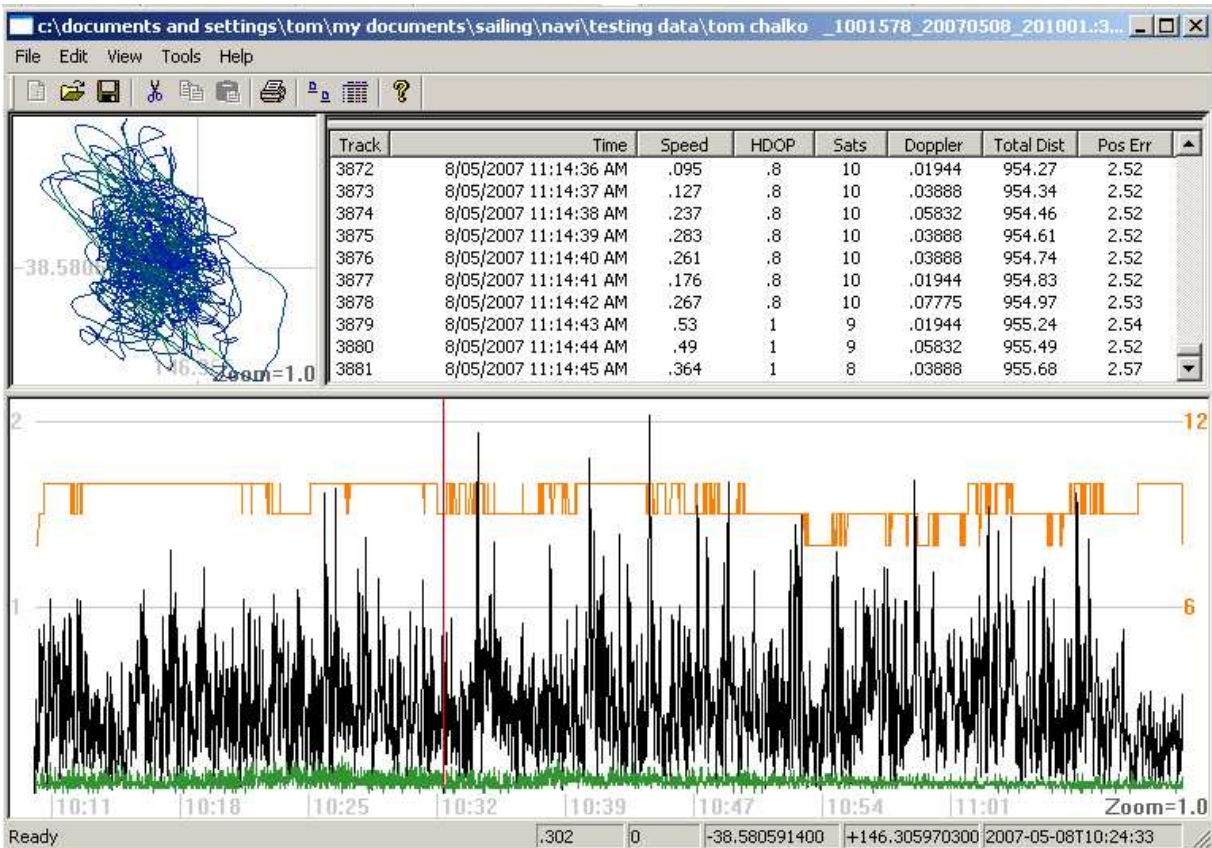 c:\documents and settings\tom\my documents\sailing\navi\testing data\tom chalko _1001578_20070508_201001.:3...
File Edit View Tools Help
Track Time Speed HDOP Sats Doppler Total Dist Pos Err
3872 8/05/2007 11:14:36 AM .095 .8 10 .01944 954.27 2.52
3873 8/05/2007 11:14:37 AM .127 .8 10 .03888 954.34 2.52
3874 8/05/2007 11:14:38 AM .237 .8 10 .05832 954.46 2.52
3875 8/05/2007 11:14:39 AM .283 .8 10 .03888 954.61 2.52
3876 8/05/2007 11:14:40 AM .261 .8 10 .03888 954.74 2.52
3877 8/05/2007 11:14:41 AM .176 .8 10 .01944 954.83 2.52
3878 8/05/2007 11:14:42 AM .267 .8 10 .07775 954.97 2.53
3879 8/05/2007 11:14:43 AM .53 1 9 .01944 955.24 2.54
3880 8/05/2007 11:14:44 AM .49 1 9 .05832 955.49 2.52
3881 8/05/2007 11:14:45 AM .364 1 8 .03888 955.68 2.57
Zoom=1.0
2 12
1 6
10:11 10:18 10:25 10:32 10:39 10:47 10:54 11:01 Zoom=1.0
Ready .302 0 -38.580591400 +146.305970300 2007-05-08T10:24:33